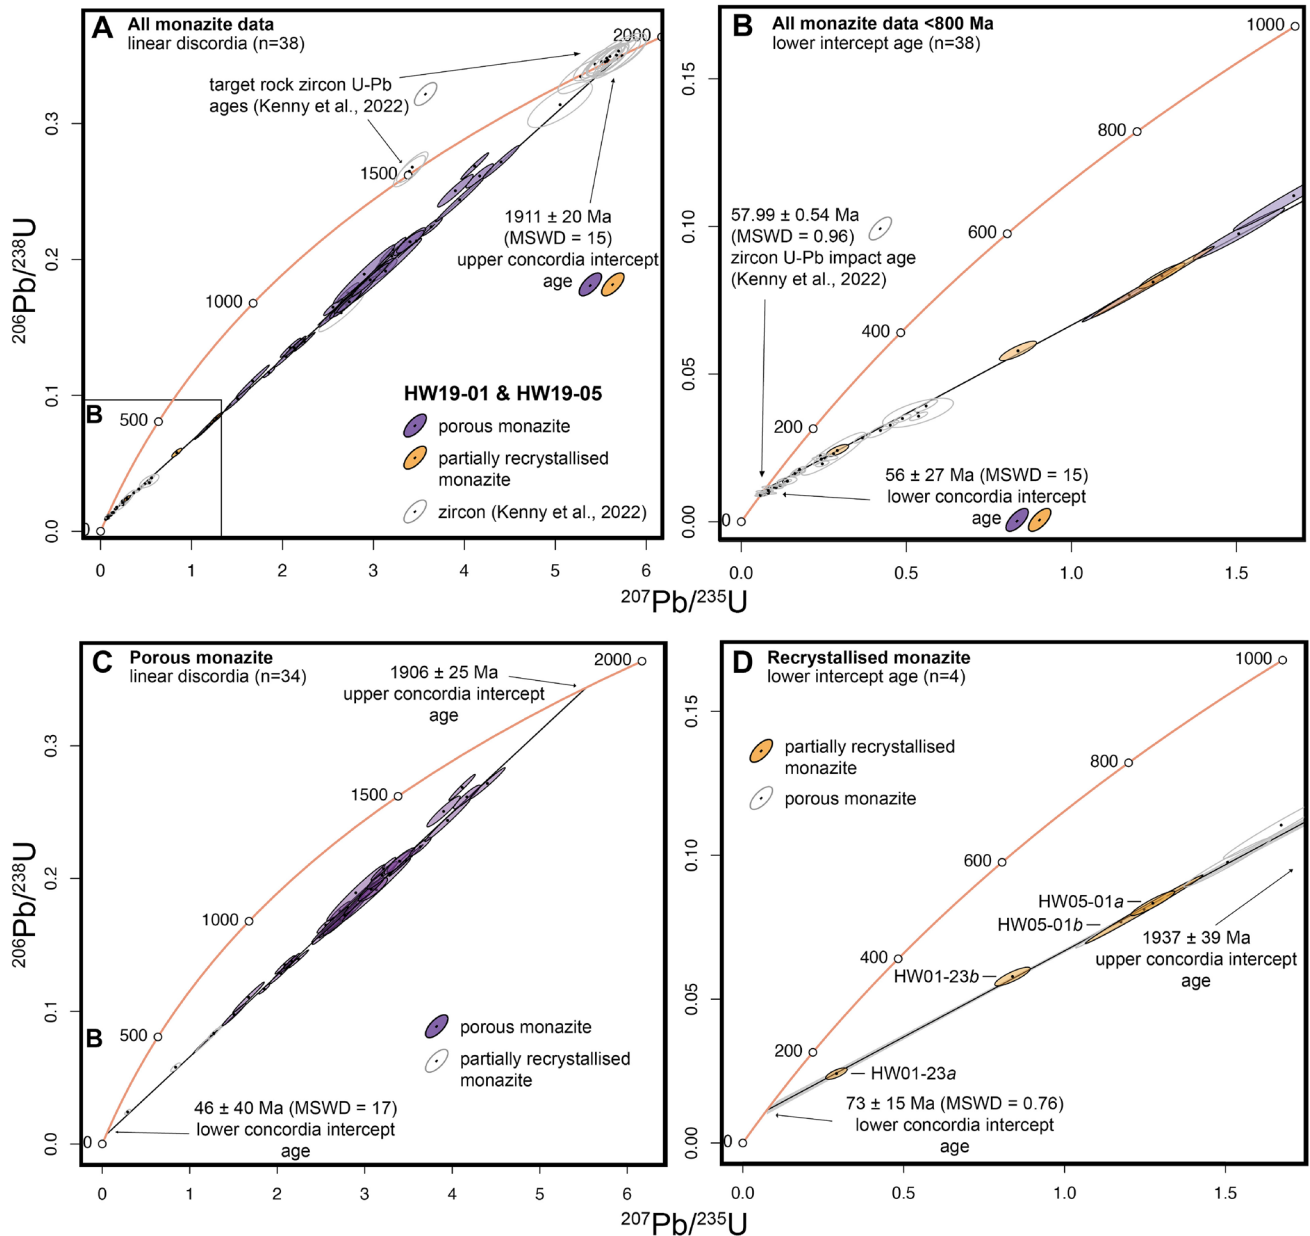 A
All monazite data
linear discordia (n=38)
target rock zircon U-Pb
ages (Kenny et al., 2022)
2000
1500
1000
500
0
1911 ± 20 Ma
(MSWD = 15)
upper concordia intercept
age
HW19-01 & HW19-05
porous monazite
partially recrystallised
monazite
zircon (Kenny et al., 2022)
B
0.3
0.2
0.1
0.0
206Pb/238U
0 1 2 3 4 5 6
B
All monazite data <800 Ma
lower intercept age (n=38)
1000
800
600
400
200
0
57.99 ± 0.54 Ma
(MSWD = 0.96)
zircon U-Pb impact age
(Kenny et al., 2022)
56 ± 27 Ma (MSWD = 15)
lower concordia intercept
age
0.15
0.10
0.05
0.00
0.0 0.5 1.0 1.5
207Pb/235U
C
Porous monazite
linear discordia (n=34)
1906 ± 25 Ma
upper concordia intercept
age
2000
1500
1000
500
0
porous monazite
partially recrystallised
monazite
B
46 ± 40 Ma (MSWD = 17)
lower concordia intercept
age
0.3
0.2
0.1
0.0
206Pb/238U
0 1 2 3 4 5 6
D
Recrystallised monazite
lower intercept age (n=4)
1000
800
600
400
200
0
partially recrystallised
monazite
porous monazite
HW05-01a
HW05-01b
HW01-23b
HW01-23a
1937 ± 39 Ma
upper concordia intercept
age
73 ± 15 Ma (MSWD = 0.76)
lower concordia intercept
age
0.15
0.10
0.05
0.00
0.0 0.5 1.0 1.5
207Pb/235U